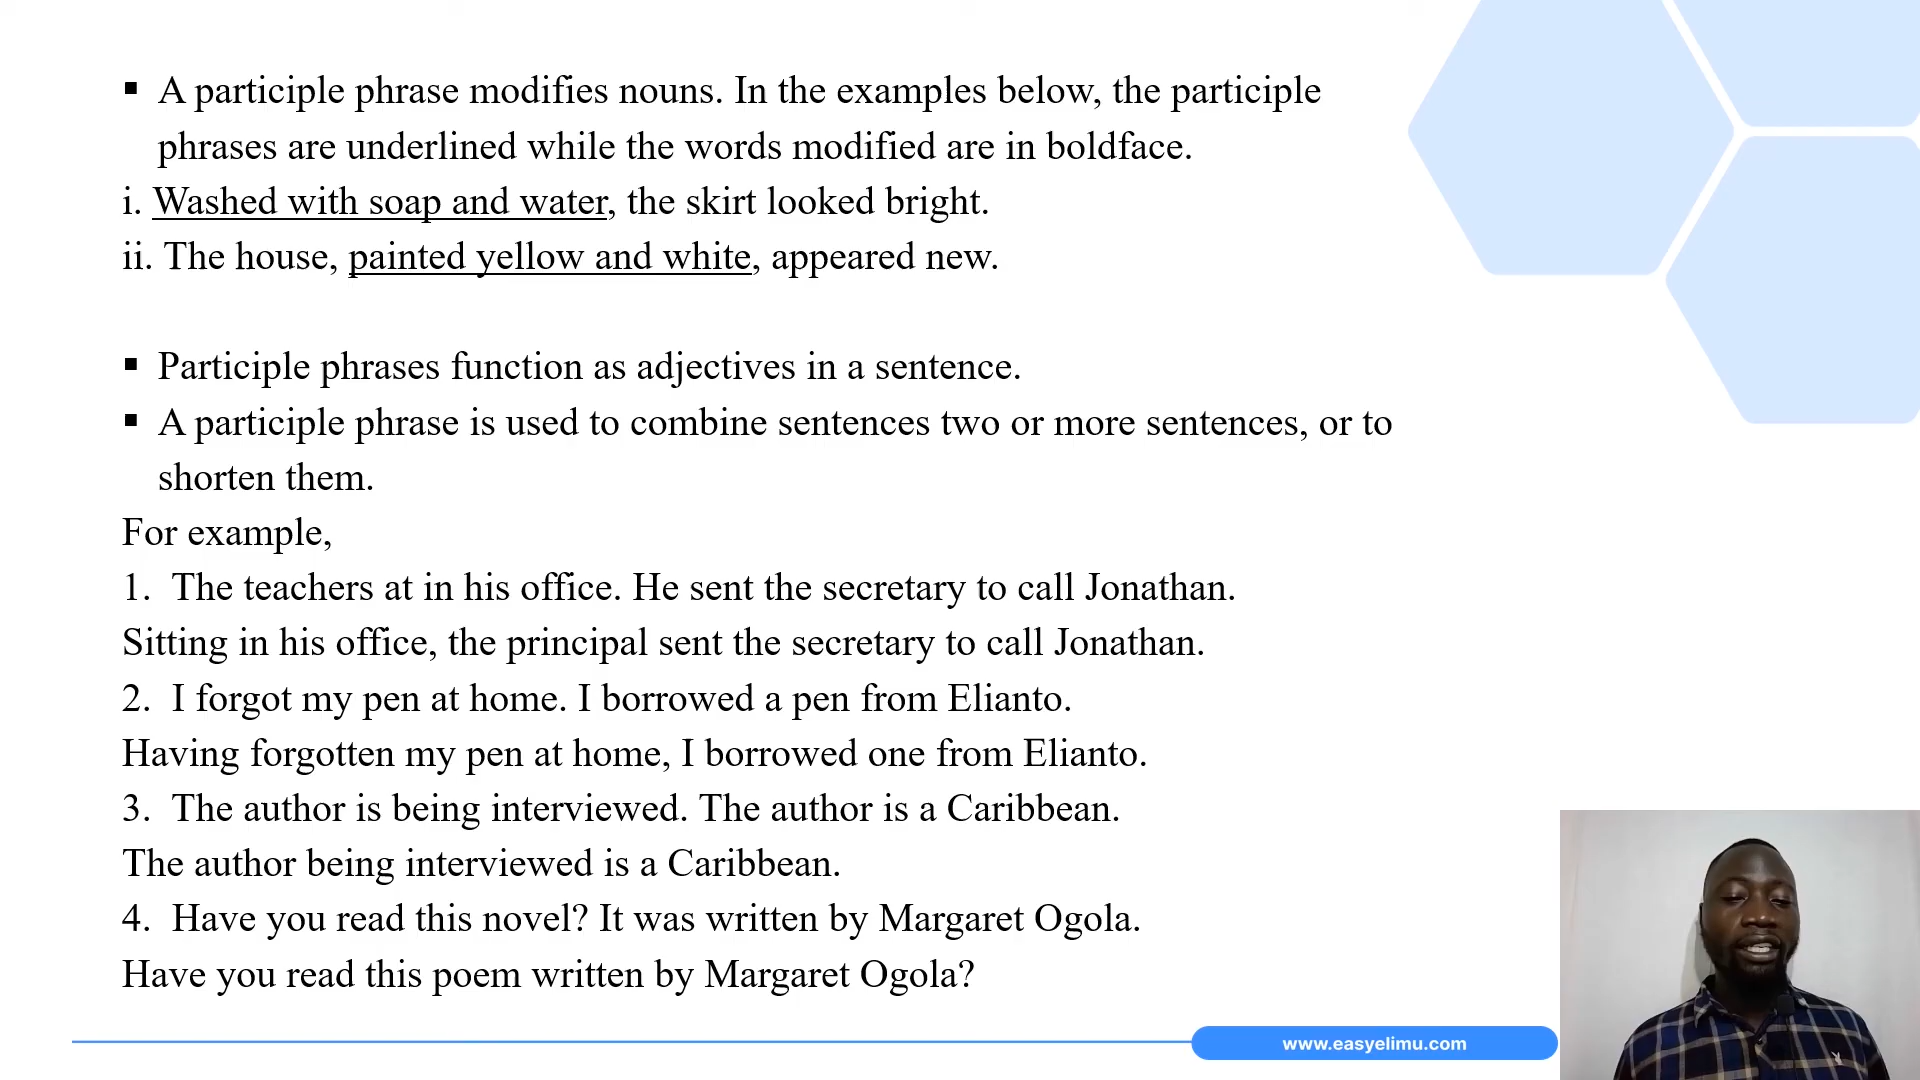 ▪ A participle phrase modifies nouns. In the examples below, the participle
phrases are underlined while the words modified are in boldface.
i. Washed with soap and water, the skirt looked bright.
ii. The house, painted yellow and white, appeared new.
▪ Participle phrases function as adjectives in a sentence.
▪ A participle phrase is used to combine sentences two or more sentences, or to
shorten them.
For example,
1. The teachers at in his office. He sent the secretary to call Jonathan.
Sitting in his office, the principal sent the secretary to call Jonathan.
2. I forgot my pen at home. I borrowed a pen from Elianto.
Having forgotten my pen at home, I borrowed one from Elianto.
3. The author is being interviewed. The author is a Caribbean.
The author being interviewed is a Caribbean.
4. Have you read this novel? It was written by Margaret Ogola.
Have you read this poem written by Margaret Ogola?
www.easyelimu.com